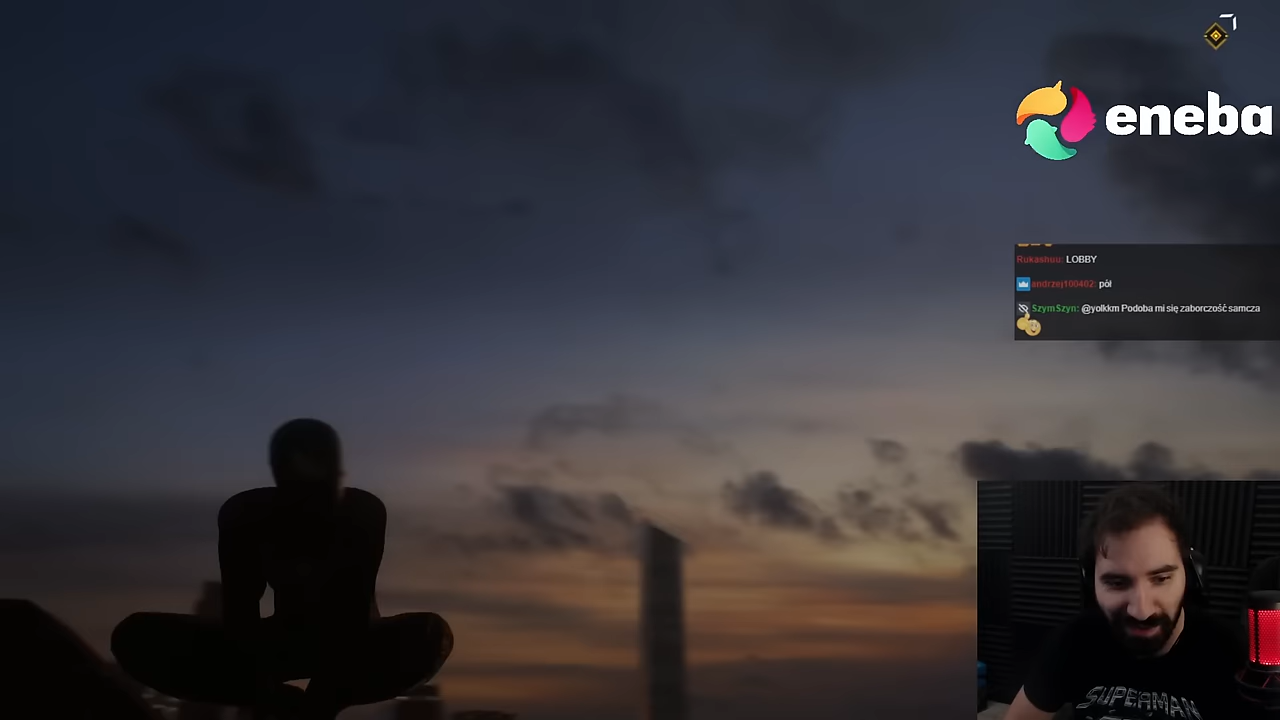 eneba
Rukashuu: LOBBY
andrzej100402: pół
SzymSzyn: @yolkkm Podoba mi się zaborczość samcza
SUPERMAN